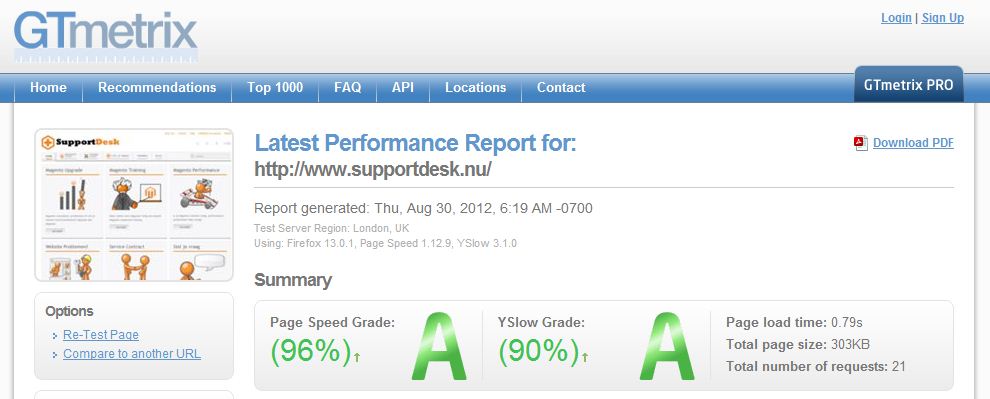 GTmetrix
Login | Sign Up
Home Recommendations Top 1000 FAQ API Locations Contact GTmetrix PRO
SupportDesk
Magento Upgrade Magento Training Magento Performance
Website Problemen? Service Contract Stel je vraag
Latest Performance Report for:
Download PDF
http://www.supportdesk.nu/
Report generated: Thu, Aug 30, 2012, 6:19 AM -0700
Test Server Region: London, UK
Using: Firefox 13.0.1, Page Speed 1.12.9, YSlow 3.1.0
Summary
Options
Re-Test Page
Compare to another URL
Page Speed Grade:
(96%) A
YSlow Grade:
(90%) A
Page load time: 0.79s
Total page size: 303KB
Total number of requests: 21